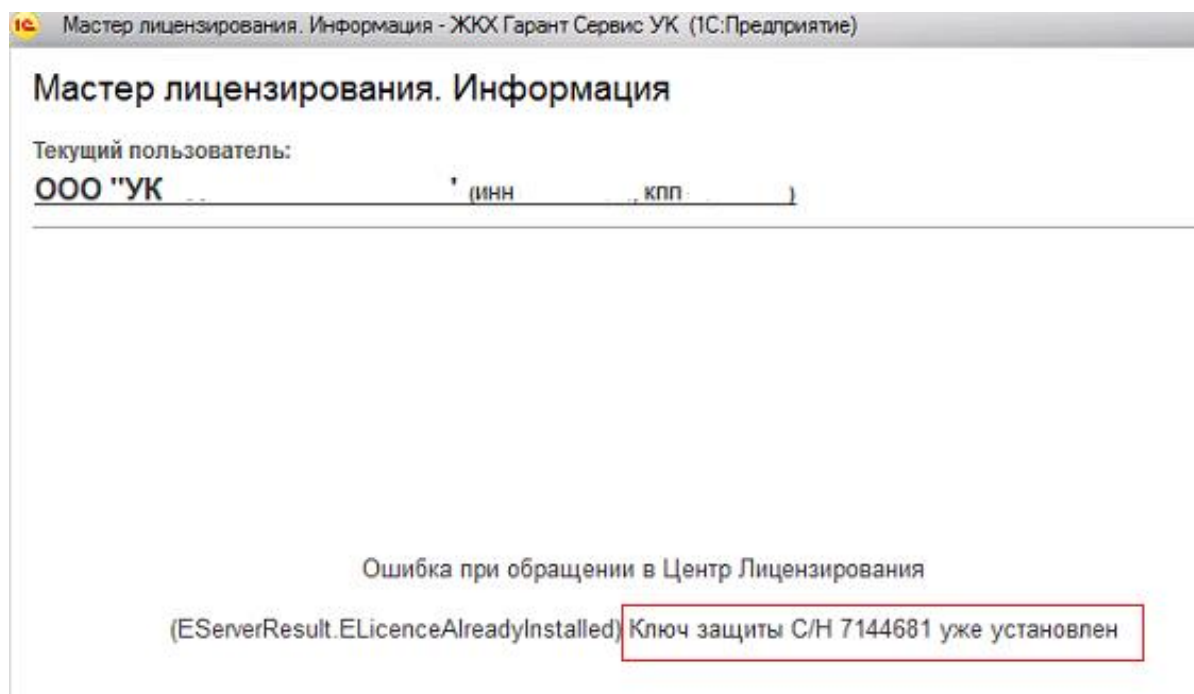 1С Мастер лицензирования. Информация - ЖКХ Гарант Сервис УК (1С:Предприятие)
Мастер лицензирования. Информация
Текущий пользователь:
ООО "УК ' (инн , кпп )
Ошибка при обращении в Центр Лицензирования
(EServerResult.ELicenceAlreadyInstalled) Ключ защиты С/Н 7144681 уже установлен